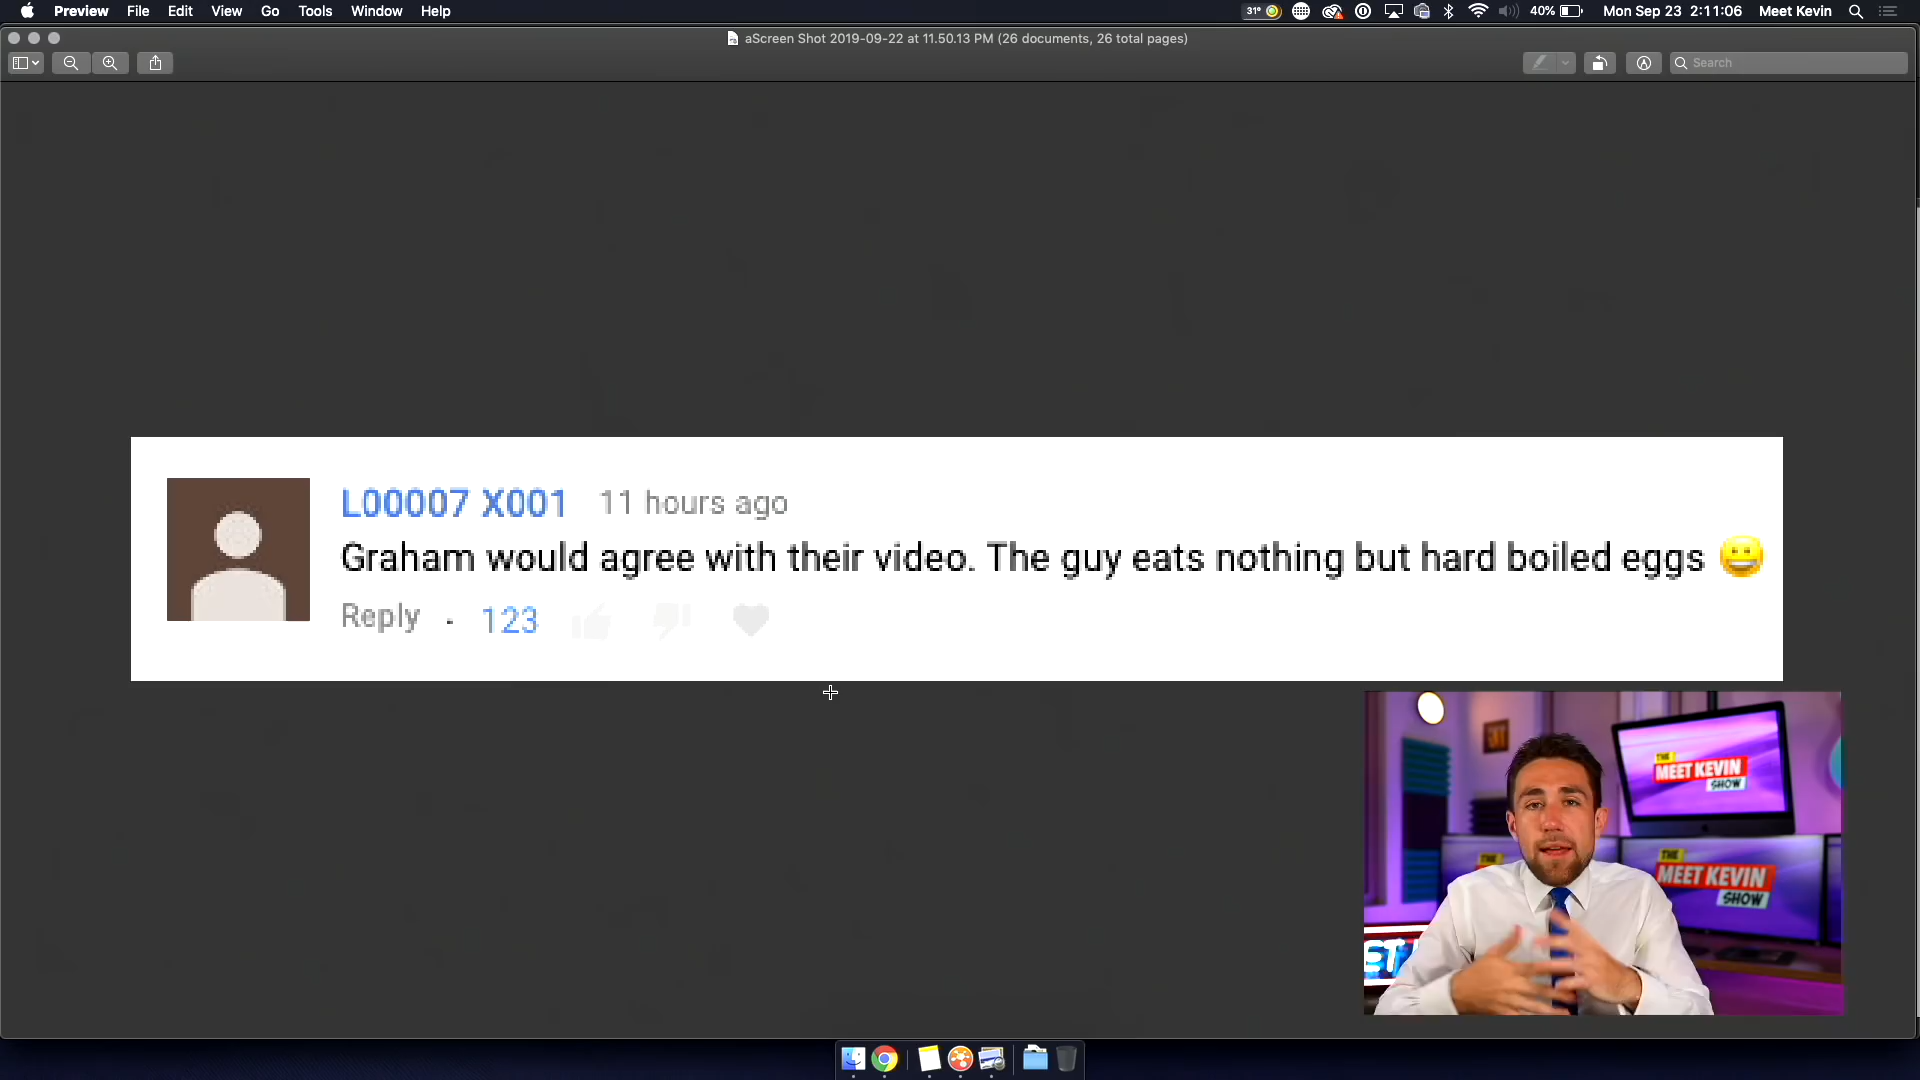 Preview File Edit View Go Tools Window Help
31° 40% Mon Sep 23 2:11:06 Meet Kevin
aScreen Shot 2019-09-22 at 11.50.13 PM (26 documents, 26 total pages)
Search
L00007 X001 11 hours ago
Graham would agree with their video. The guy eats nothing but hard boiled eggs 😀
Reply · 123
THE
MEET KEVIN
SHOW
THE
THE
MEET KEVIN
SHOW
ET